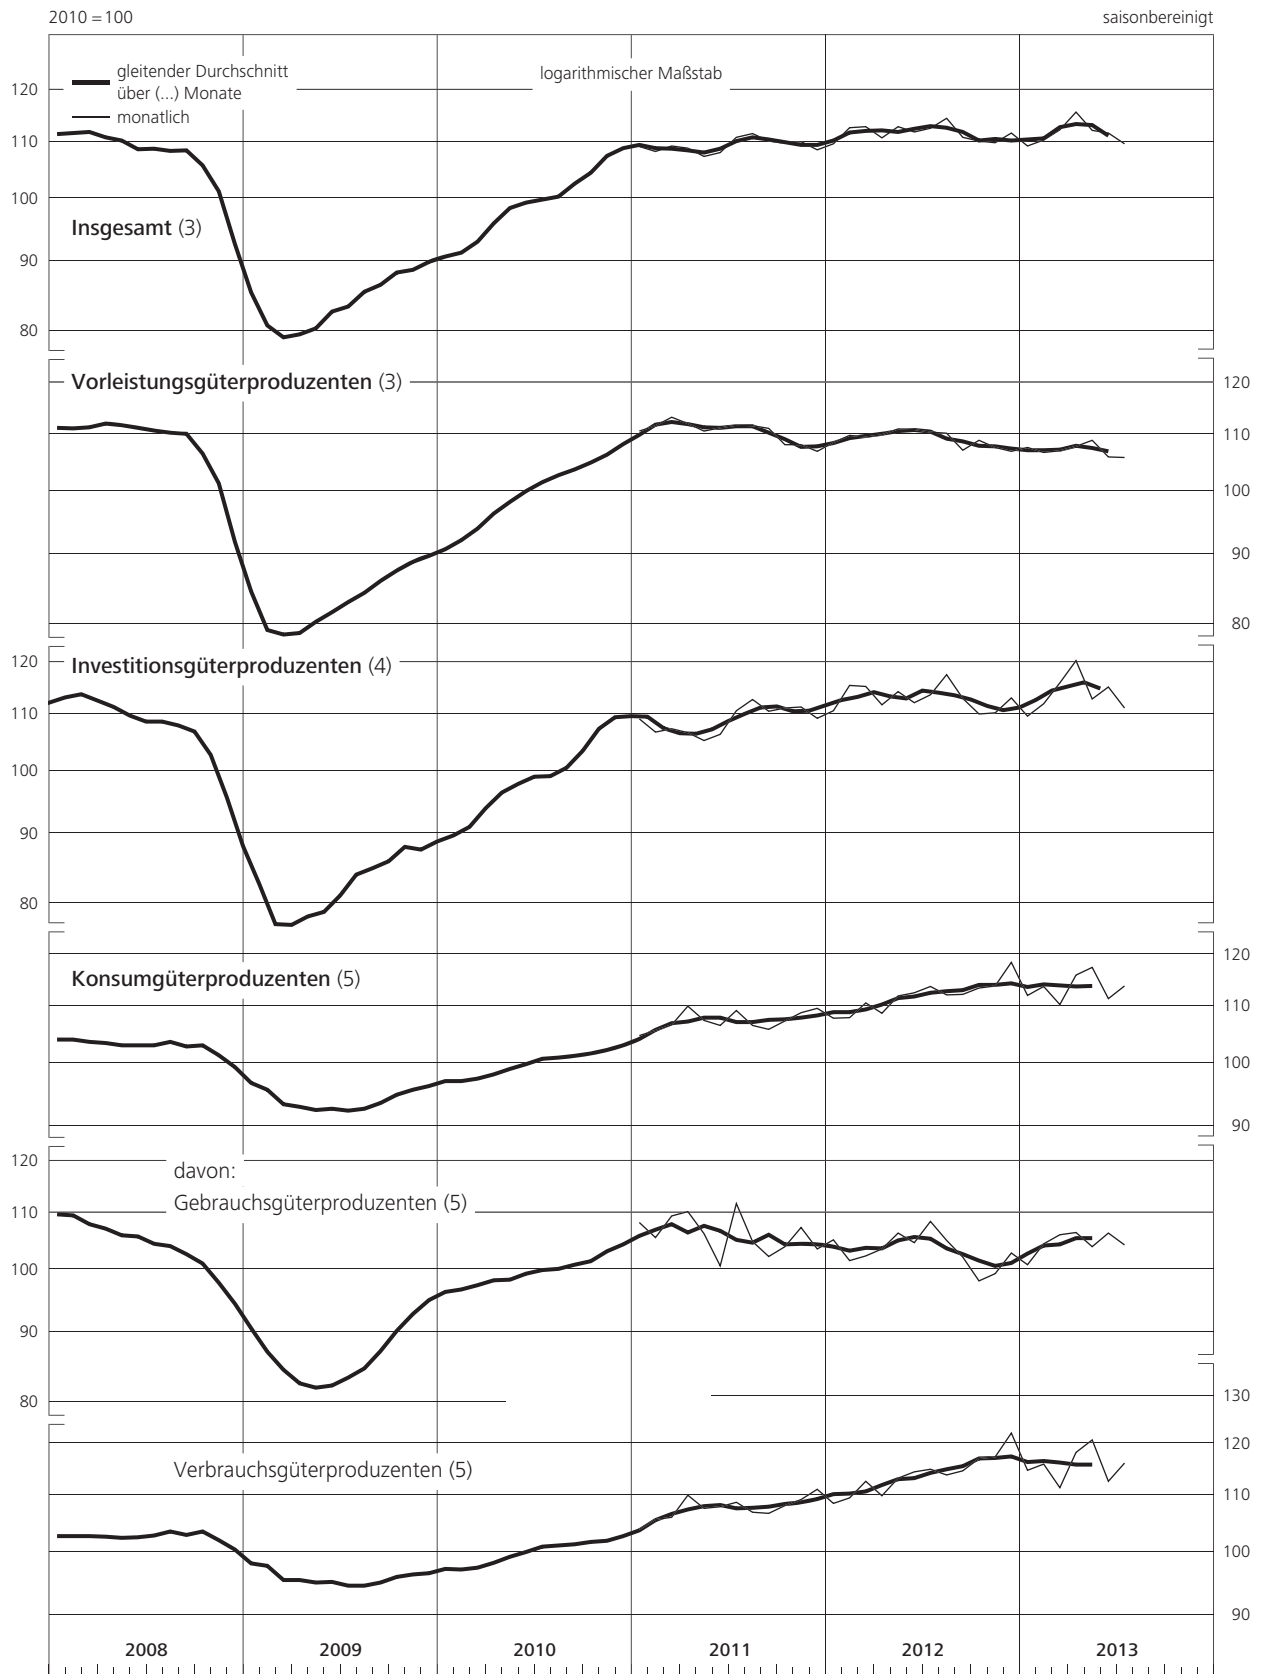 2010 = 100
saisonbereinigt
gleitender Durchschnitt
über (...) Monate
monatlich
logarithmischer Maßstab
120
110
100
90
80
Insgesamt (3)
Vorleistungsgüterproduzenten (3)
120
110
100
90
80
Investitionsgüterproduzenten (4)
120
110
100
90
80
Konsumgüterproduzenten (5)
120
110
100
90
davon:
Gebrauchsgüterproduzenten (5)
120
110
100
90
80
Verbrauchsgüterproduzenten (5)
130
120
110
100
90
2008 2009 2010 2011 2012 2013